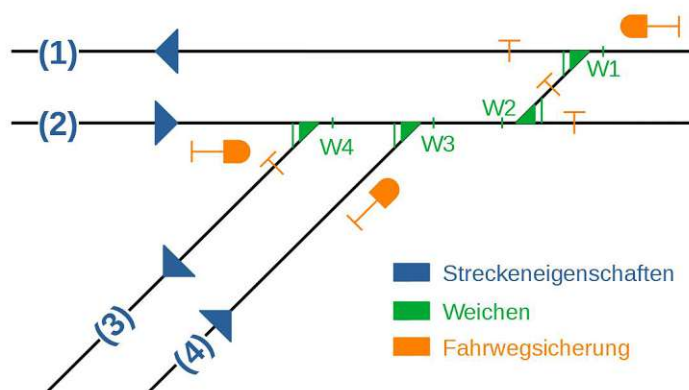 (1)
W1
(2)
W2
W4
W3
Streckeneigenschaften
(3)
Weichen
(4)
Fahrwegsicherung